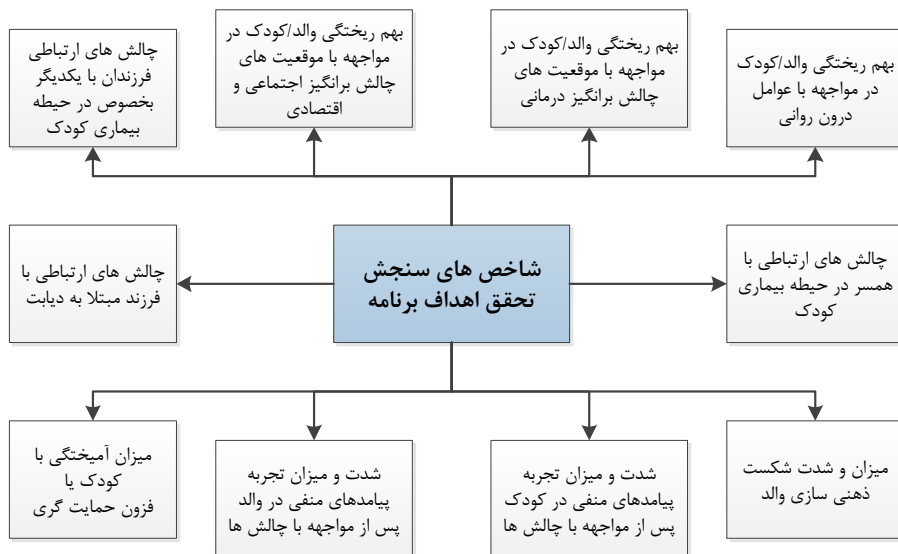 بهم ریختگی والد/کودک
در مواجهه با عوامل
درون روانی
بهم ریختگی والد/کودک در
مواجهه با موقعیت های
چالش برانگیز درمانی
بهم ریختگی والد/کودک در
مواجهه با موقعیت های
چالش برانگیز اجتماعی و
اقتصادی
چالش های ارتباطی
فرزندان با یکدیگر
بخصوص در حیطه
بیماری کودک
چالش های ارتباطی با
همسر در حیطه بیماری
کودک
شاخص های سنجش
تحقق اهداف برنامه
چالش های ارتباطی با
فرزند مبتلا به دیابت
میزان و شدت شکست
ذهنی سازی والد
شدت و میزان تجربه
پیامدهای منفی در کودک
پس از مواجهه با چالش ها
شدت و میزان تجربه
پیامدهای منفی در والد
پس از مواجهه با چالش ها
میزان آمیختگی با
کودک یا
فزون حمایت گری